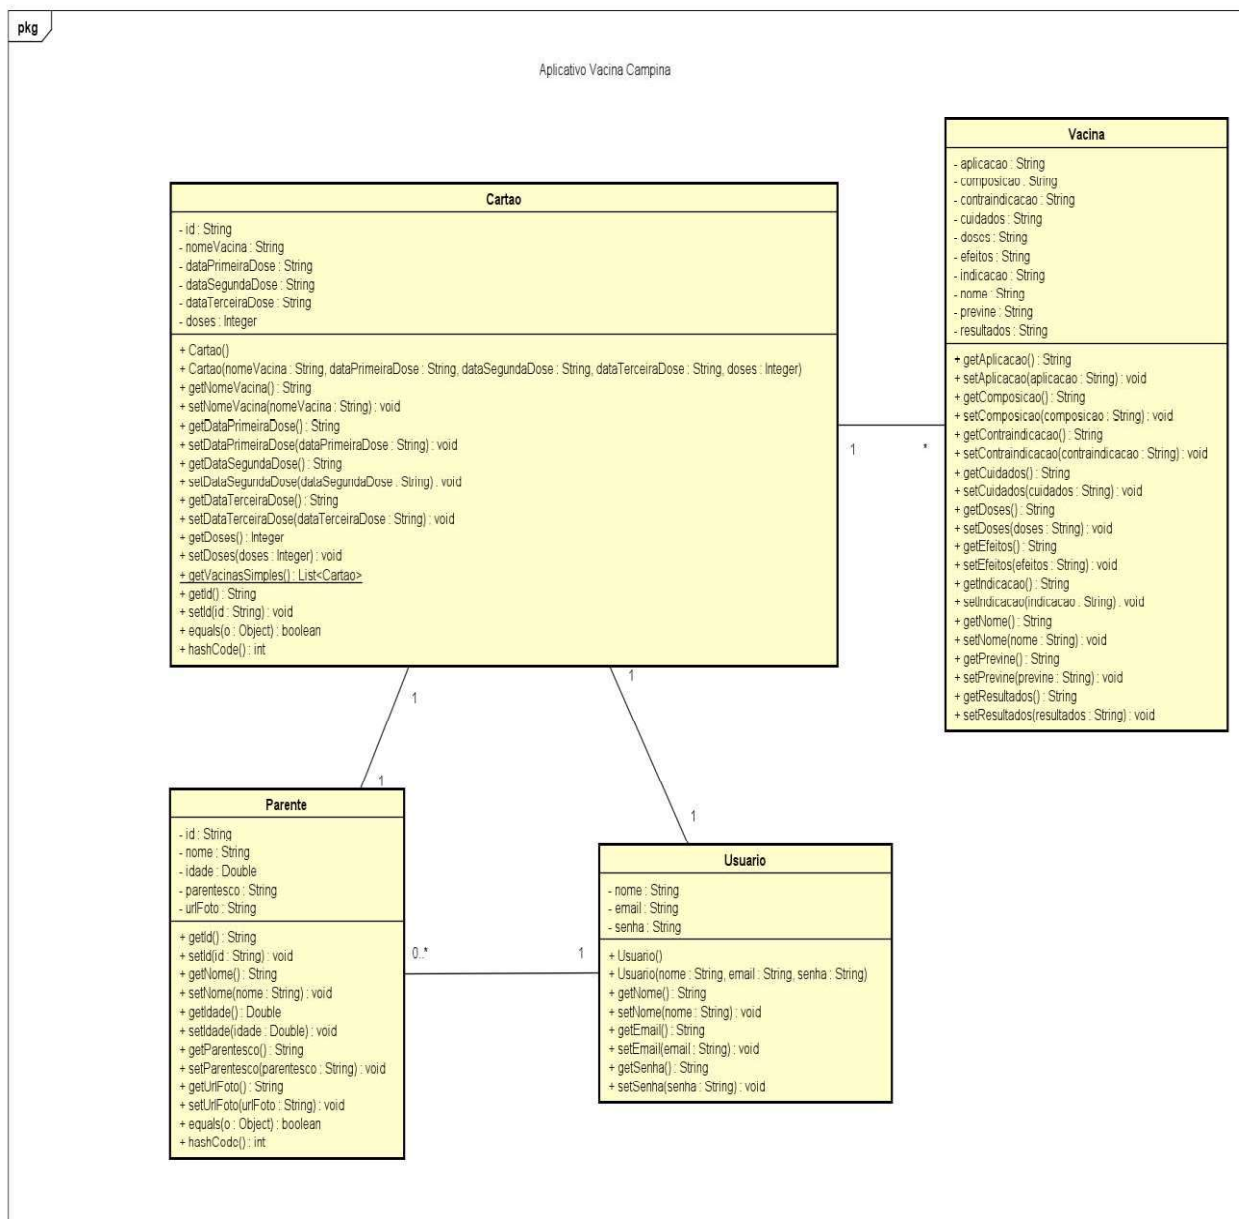 pkg
Aplicativo Vacina Campina
Cartao
- id : String
- nomeVacina : String
- dataPrimeiraDose : String
- dataSegundaDose : String
- dataTerceiraDose : String
- doses : Integer
+ Cartao()
+ Cartao(nomeVacina : String, dataPrimeiraDose : String, dataSegundaDose : String, dataTerceiraDose : String, doses : Integer)
+ getNomeVacina() : String
+ setNomeVacina(nomeVacina : String) : void
+ getDataPrimeiraDose() : String
+ setDataPrimeiraDose(dataPrimeiraDose : String) : void
+ getDataSegundaDose() : String
+ setDataSegundaDose(dataSegundaDose : String) : void
+ getDataTerceiraDose() : String
+ setDataTerceiraDose(dataTerceiraDose : String) : void
+ getDoses() : Integer
+ setDoses(doses : Integer) : void
+ getVacinasSimples() : List<Cartao>
+ getId() : String
+ setId(id : String) : void
+ equals(o : Object) : boolean
+ hashCode() : int
Vacina
- aplicacao : String
- composicao : String
- contraindicacao : String
- cuidados : String
- doses : String
- efeitos : String
- indicacao : String
- nome : String
- previne : String
- resultados : String
+ getAplicacao() : String
+ setAplicacao(aplicacao : String) : void
+ getComposicao() : String
+ setComposicao(composicao : String) : void
+ getContraindicacao() : String
+ setContraindicacao(contraindicacao : String) : void
+ getCuidados() : String
+ setCuidados(cuidados : String) : void
+ getDoses() : String
+ setDoses(doses : String) : void
+ getEfeitos() : String
+ setEfeitos(efeitos : String) : void
+ getIndicacao() : String
+ setIndicacao(indicacao : String) : void
+ getNome() : String
+ setNome(nome : String) : void
+ getPrevine() : String
+ setPrevine(previne : String) : void
+ getResultados() : String
+ setResultados(resultados : String) : void
1
*
1
1
1
1
Parente
- id : String
- nome : String
- idade : Double
- parentesco : String
- urlFoto : String
+ getId() : String
+ setId(id : String) : void
+ getNome() : String
+ setNome(nome : String) : void
+ getIdade() : Double
+ setIdade(idade : Double) : void
+ getParentesco() : String
+ setParentesco(parentesco : String) : void
+ getUrlFoto() : String
+ setUrlFoto(urlFoto : String) : void
+ equals(o : Object) : boolean
+ hashCode() : int
0..*
1
Usuario
- nome : String
- email : String
- senha : String
+ Usuario()
+ Usuario(nome : String, email : String, senha : String)
+ getNome() : String
+ setNome(nome : String) : void
+ getEmail() : String
+ setEmail(email : String) : void
+ getSenha() : String
+ setSenha(senha : String) : void